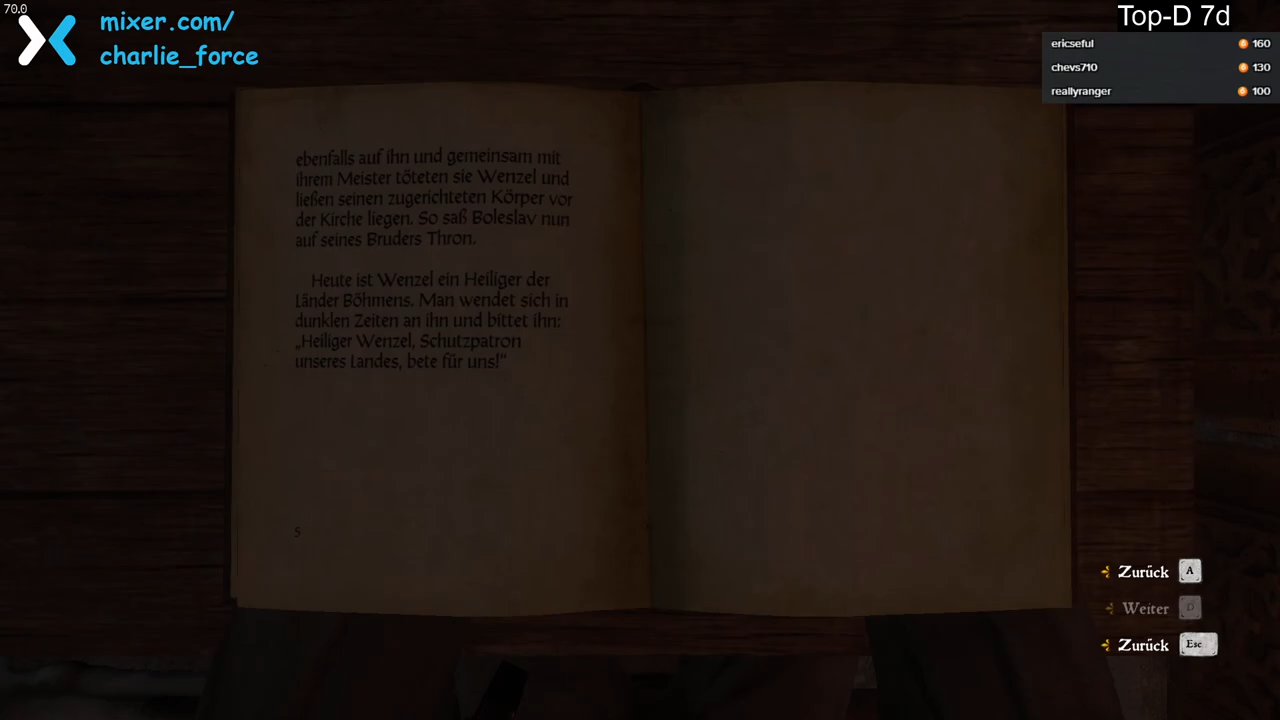 70.0
mixer.com/
charlie_force
Top-D 7d
ericseful 160
chevs710 130
reallyranger 100
ebenfalls auf ihn und gemeinsam mit
ihrem Meister töteten sie Wenzel und
ließen seinen zugerichteten Körper vor
der Kirche liegen. So saß Boleslav nun
auf seines Bruders Thron.
Heute ist Wenzel ein Heiliger der
Länder Böhmens. Man wendet sich in
dunklen Zeiten an ihn und bittet ihn:
„Heiliger Wenzel, Schutzpatron
unseres Landes, bete für uns!"
5
Zurück A
Weiter D
Zurück Esc